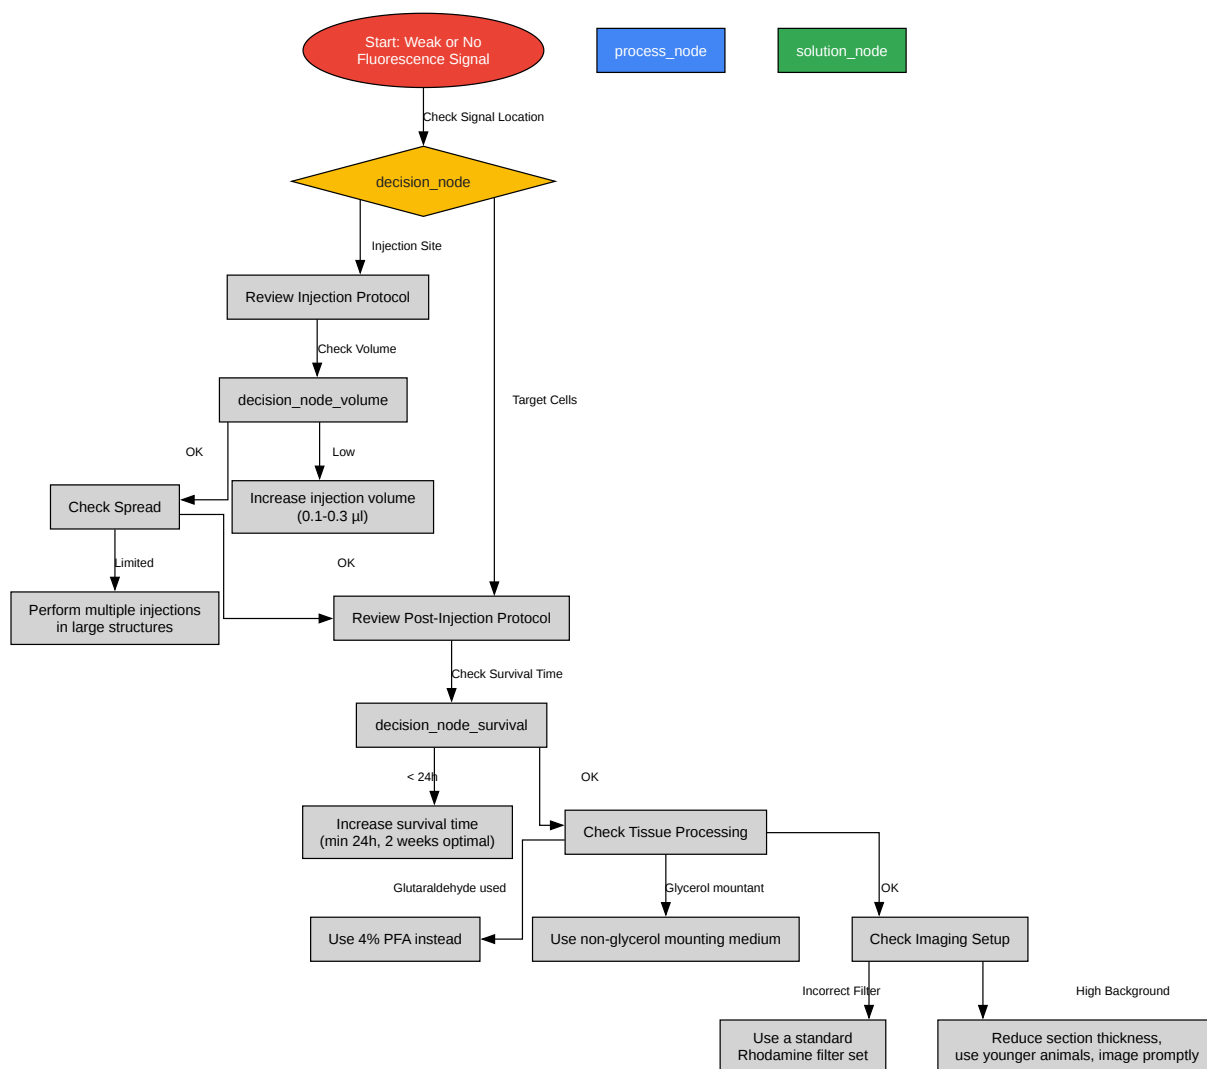 Start: Weak or No
Fluorescence Signal
process_node
solution_node
Check Signal Location
decision_node
Injection Site
Review Injection Protocol
Check Volume
decision_node_volume
Target Cells
OK
Low
Check Spread
Increase injection volume
(0.1-0.3 µl)
Limited
OK
Perform multiple injections
in large structures
Review Post-Injection Protocol
Check Survival Time
decision_node_survival
< 24h
OK
Increase survival time
(min 24h, 2 weeks optimal)
Check Tissue Processing
Glutaraldehyde used
Glycerol mountant
OK
Use 4% PFA instead
Use non-glycerol mounting medium
Check Imaging Setup
Incorrect Filter
High Background
Use a standard
Rhodamine filter set
Reduce section thickness,
use younger animals, image promptly